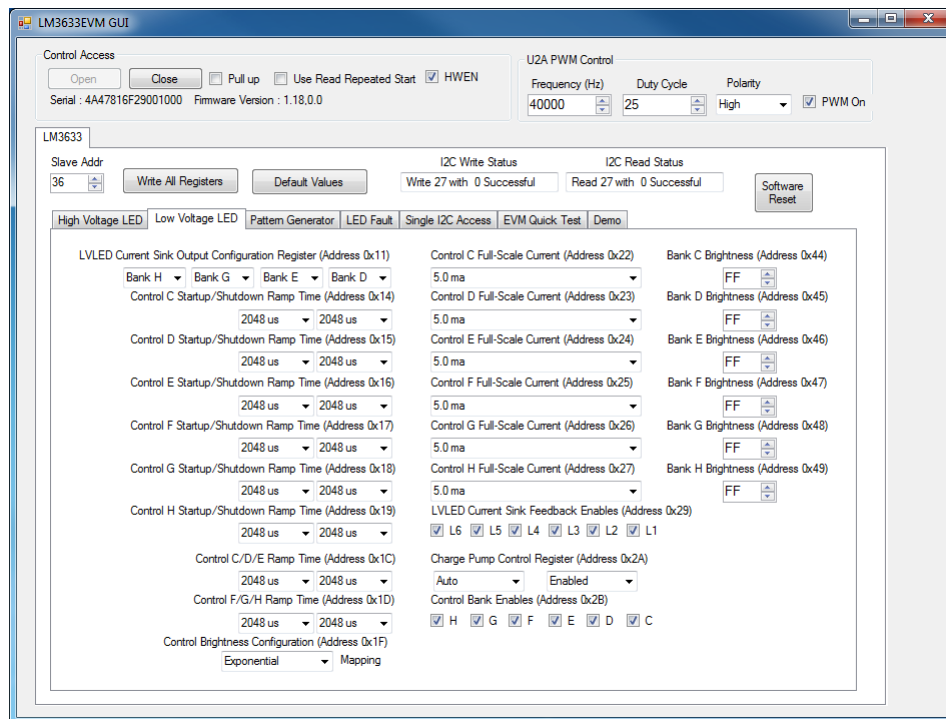 LM3633EVM GUI
Control Access
Open Close Pull up Use Read Repeated Start HWEN
Serial : 4A47816F29001000 Firmware Version : 1.18,0.0
U2A PWM Control
Frequency (Hz) Duty Cycle Polarity
40000 25 High PWM On
LM3633
Slave Addr I2C Write Status I2C Read Status
36 Write All Registers Default Values Write 27 with 0 Successful Read 27 with 0 Successful Software Reset
High Voltage LED Low Voltage LED Pattern Generator LED Fault Single I2C Access EVM Quick Test Demo
LVLED Current Sink Output Configuration Register (Address 0x11)
Bank H Bank G Bank E Bank D
Control C Startup/Shutdown Ramp Time (Address 0x14)
2048 us 2048 us
Control D Startup/Shutdown Ramp Time (Address 0x15)
2048 us 2048 us
Control E Startup/Shutdown Ramp Time (Address 0x16)
2048 us 2048 us
Control F Startup/Shutdown Ramp Time (Address 0x17)
2048 us 2048 us
Control G Startup/Shutdown Ramp Time (Address 0x18)
2048 us 2048 us
Control H Startup/Shutdown Ramp Time (Address 0x19)
2048 us 2048 us
Control C/D/E Ramp Time (Address 0x1C)
2048 us 2048 us
Control F/G/H Ramp Time (Address 0x1D)
2048 us 2048 us
Control Brightness Configuration (Address 0x1F)
Exponential Mapping
Control C Full-Scale Current (Address 0x22)
5.0 ma
Control D Full-Scale Current (Address 0x23)
5.0 ma
Control E Full-Scale Current (Address 0x24)
5.0 ma
Control F Full-Scale Current (Address 0x25)
5.0 ma
Control G Full-Scale Current (Address 0x26)
5.0 ma
Control H Full-Scale Current (Address 0x27)
5.0 ma
LVLED Current Sink Feedback Enables (Address 0x29)
L6 L5 L4 L3 L2 L1
Charge Pump Control Register (Address 0x2A)
Auto Enabled
Control Bank Enables (Address 0x2B)
H G F E D C
Bank C Brightness (Address 0x44)
FF
Bank D Brightness (Address 0x45)
FF
Bank E Brightness (Address 0x46)
FF
Bank F Brightness (Address 0x47)
FF
Bank G Brightness (Address 0x48)
FF
Bank H Brightness (Address 0x49)
FF